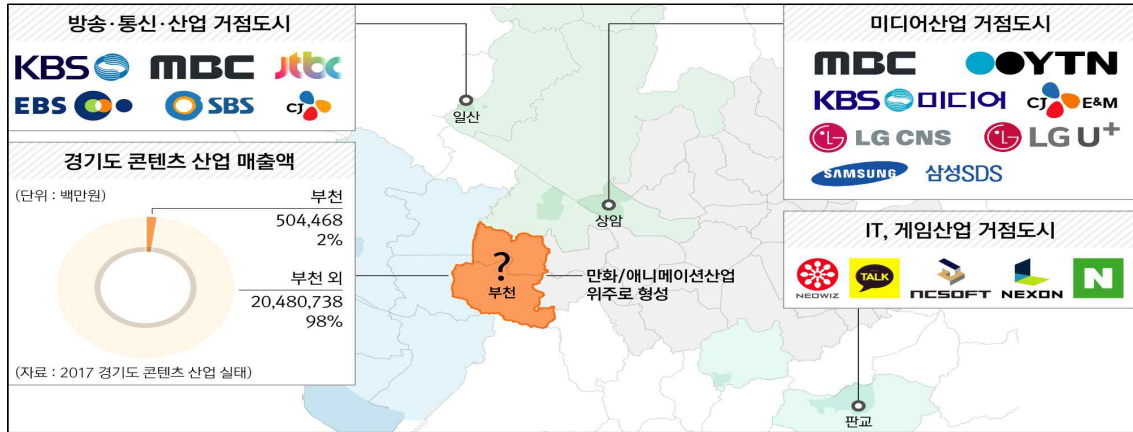 방송·통신·산업 거점도시
KBS MBC jtbc
EBS SBS CJ
경기도 콘텐츠 산업 매출액
(단위 : 백만원)
부천
504,468
2%
부천 외
20,480,738
98%
(자료 : 2017 경기도 콘텐츠 산업 실태)
일산
상암
?
부천
만화/애니메이션산업
위주로 형성
판교
미디어산업 거점도시
MBC YTN
KBS 미디어 CJ E&M
LG CNS LG U+
SAMSUNG 삼성SDS
IT, 게임산업 거점도시
TALK N
NEOWIZ NCSOFT NEXON